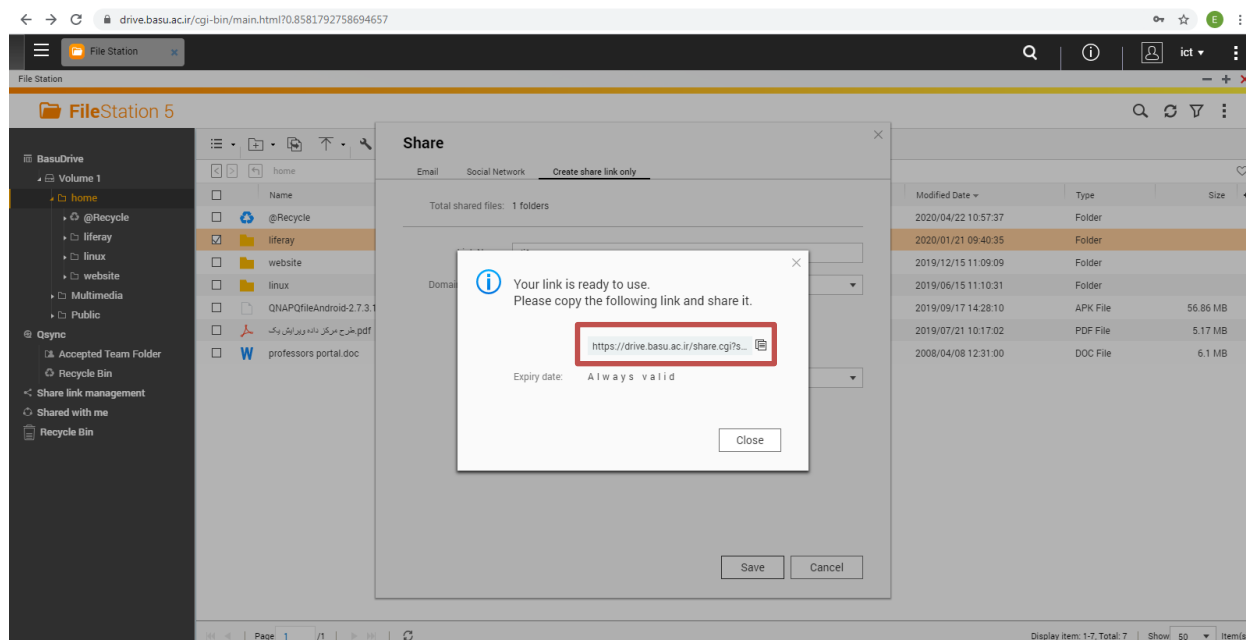 drive.basu.ac.ir/cgi-bin/main.html?0.8581792758694657
E
File Station
ict
File Station
FileStation 5
BasuDrive
Volume 1
home
@Recycle
liferay
linux
website
Multimedia
Public
Qsync
Accepted Team Folder
Recycle Bin
Share link management
Shared with me
Recycle Bin
home
Name Modified Date Type Size
@Recycle 2020/04/22 10:57:37 Folder
liferay 2020/01/21 09:40:35 Folder
website 2019/12/15 11:09:09 Folder
linux 2019/06/15 11:10:31 Folder
QNAPQfileAndroid-2.7.3.1 2019/09/17 14:28:10 APK File 56.86 MB
طرح مرکز داده ویرایش یک.pdf 2019/07/21 10:17:02 PDF File 5.17 MB
professors portal.doc 2008/04/08 12:31:00 DOC File 6.1 MB
Share
Email Social Network Create share link only
Total shared files: 1 folders
Domai
Your link is ready to use.
Please copy the following link and share it.
https://drive.basu.ac.ir/share.cgi?s...
Expiry date: Always valid
Close
Save Cancel
Page 1 /1 Display item: 1-7, Total: 7 Show 50 Item(s